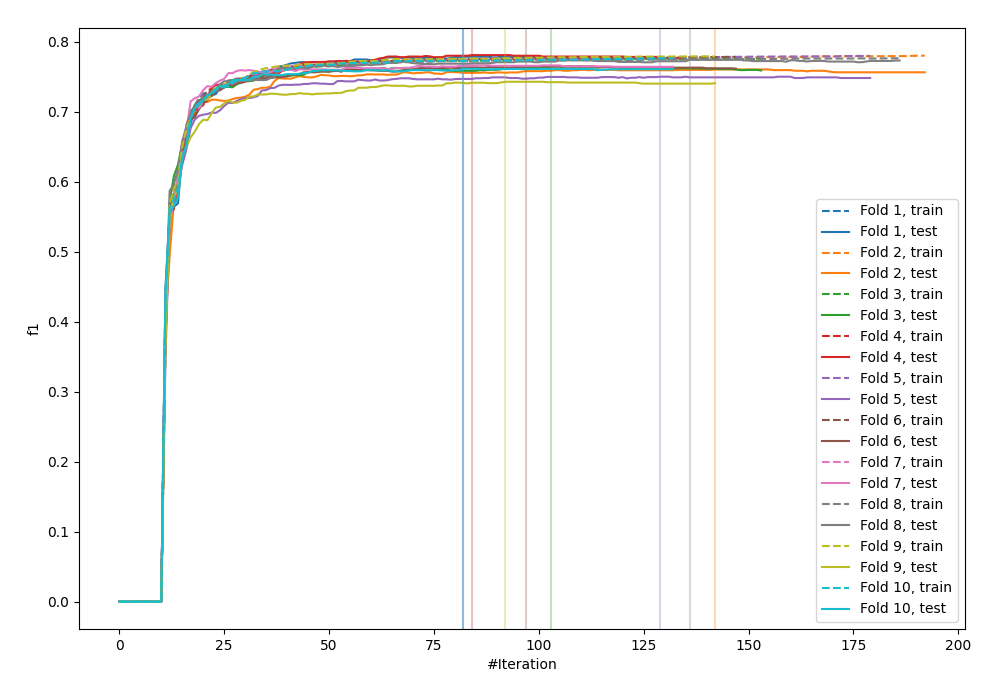 0.8
0.7
0.6
0.5
0.4
0.3
0.2
0.1
0.0
f1
0
25
50
75
100
125
150
175
200
#Iteration
Fold 1, train
Fold 1, test
Fold 2, train
Fold 2, test
Fold 3, train
Fold 3, test
Fold 4, train
Fold 4, test
Fold 5, train
Fold 5, test
Fold 6, train
Fold 6, test
Fold 7, train
Fold 7, test
Fold 8, train
Fold 8, test
Fold 9, train
Fold 9, test
Fold 10, train
Fold 10, test